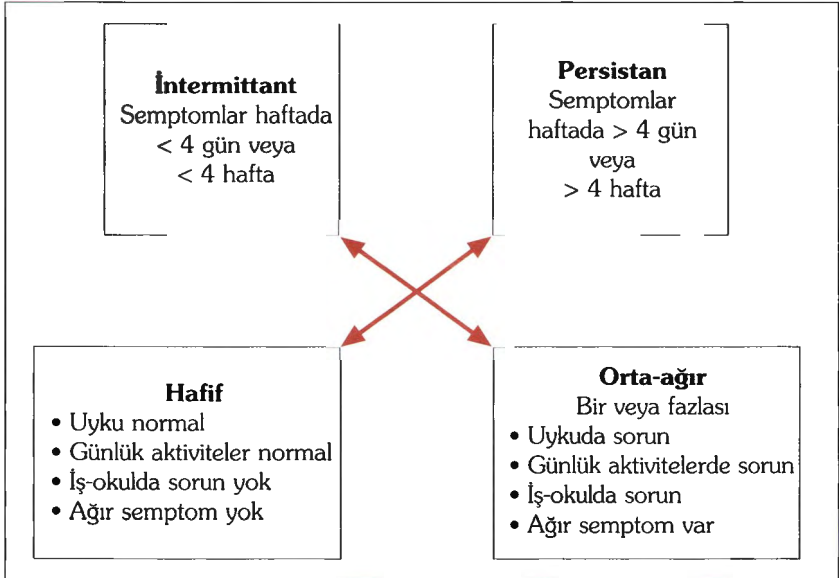 İntermittant
Semptomlar haftada
< 4 gün veya
< 4 hafta
Persistan
Semptomlar
haftada > 4 gün
veya
> 4 hafta
Hafif
• Uyku normal
• Günlük aktiviteler normal
• İş-okulda sorun yok
• Ağır semptom yok
Orta-ağır
Bir veya fazlası
• Uykuda sorun
• Günlük aktivitelerde sorun
• İş-okulda sorun
• Ağır semptom var